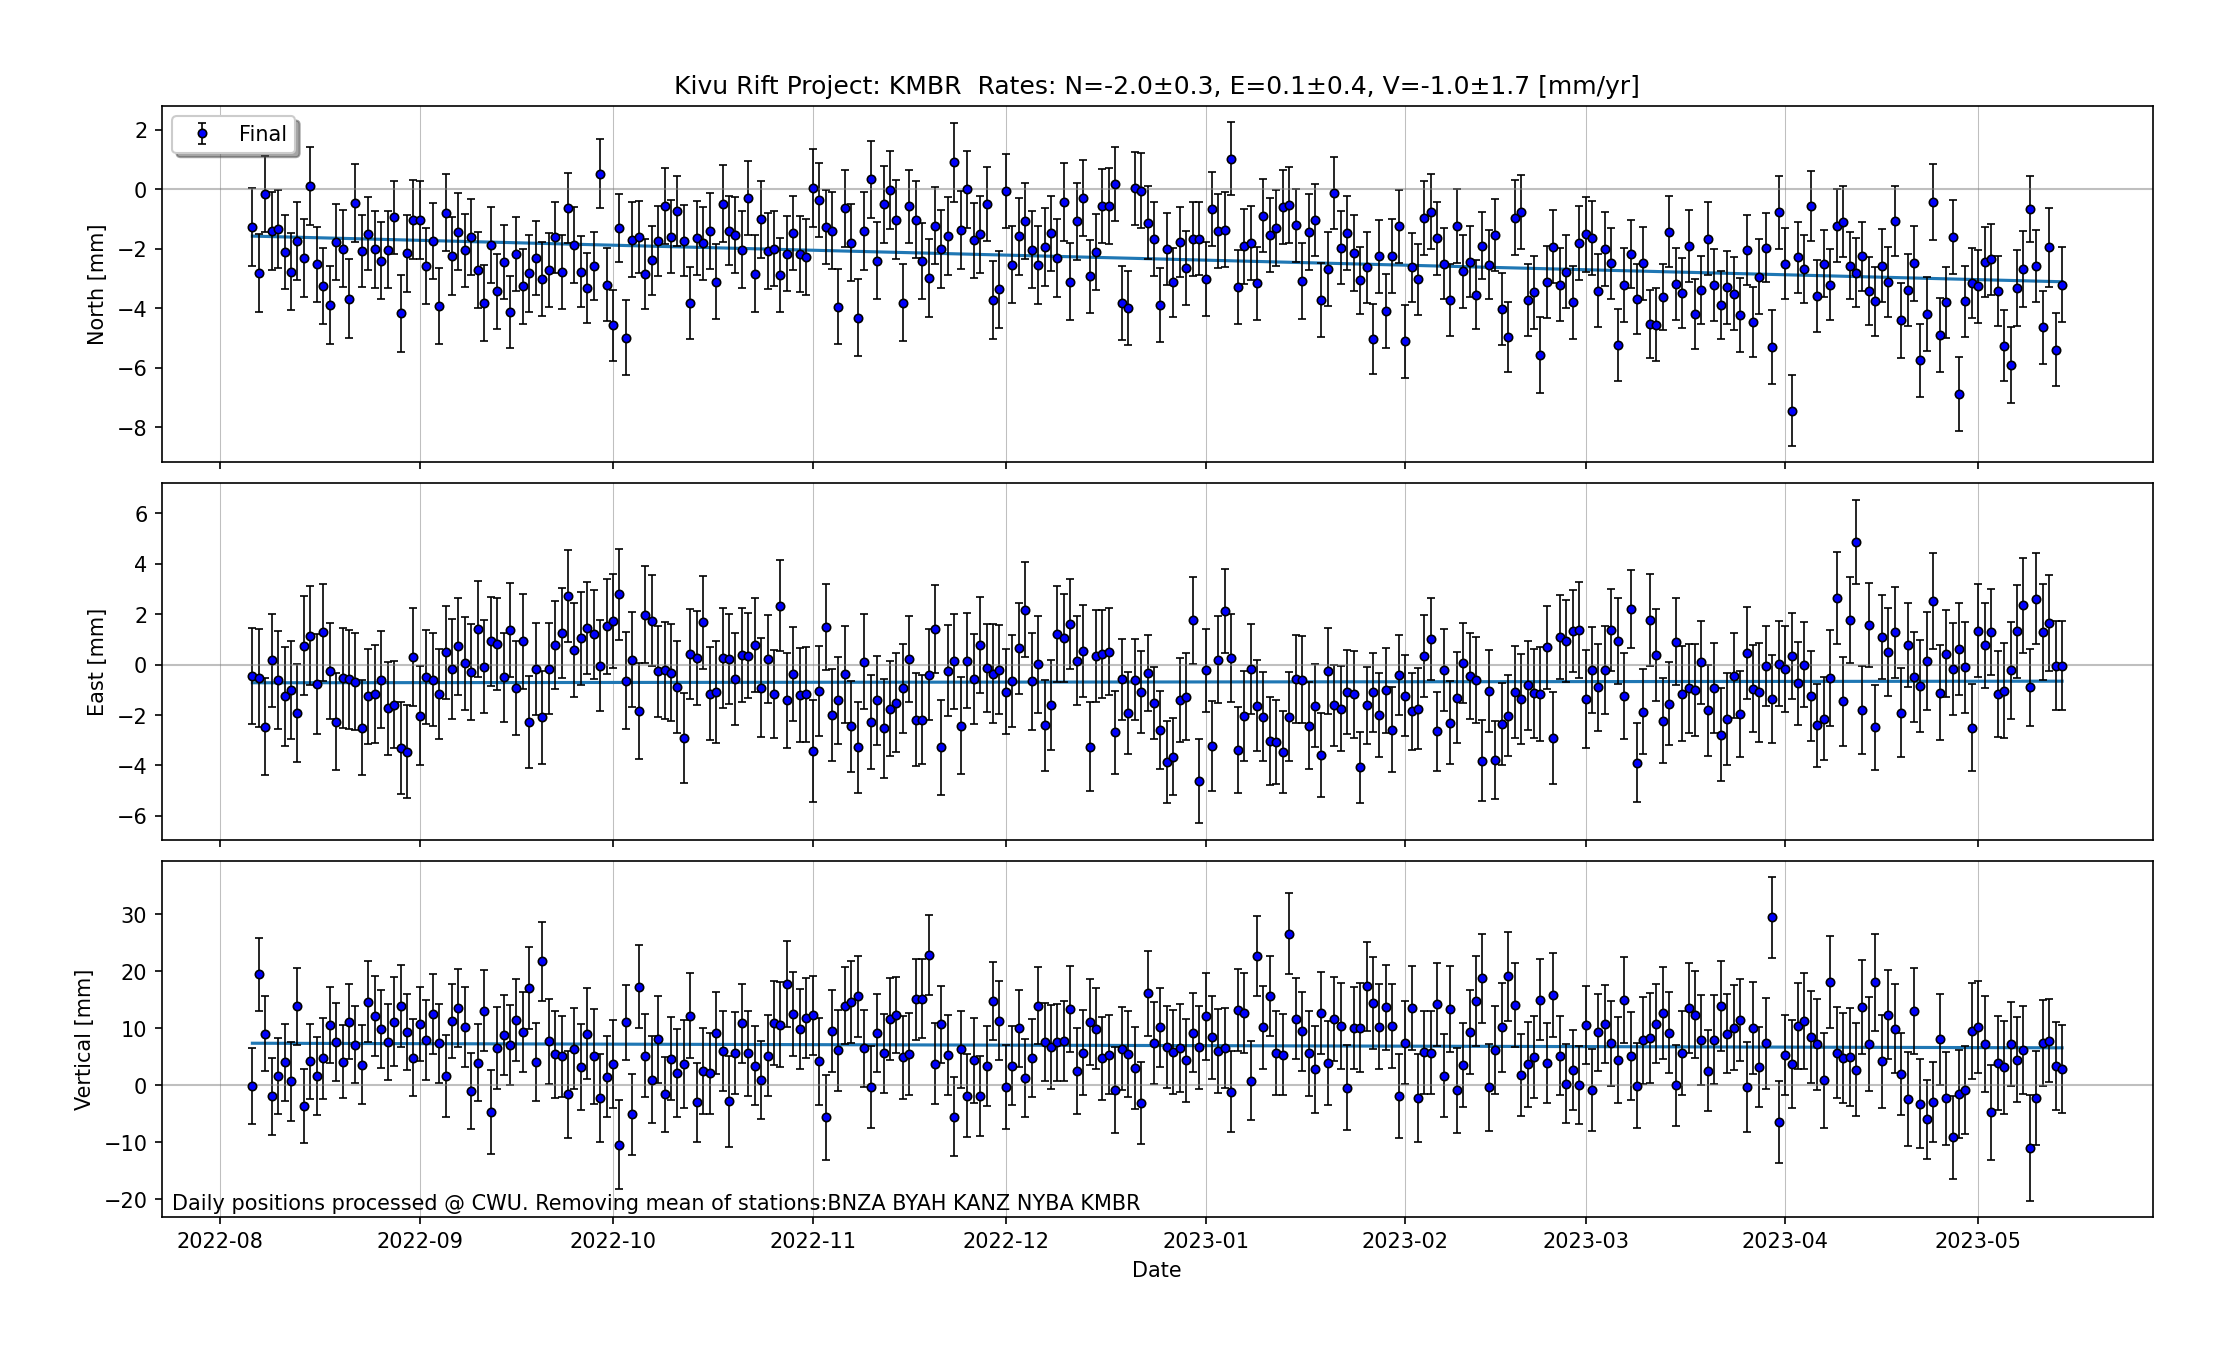 Kivu Rift Project: KMBR  Rates: N=-2.0±0.3, E=0.1±0.4, V=-1.0±1.7 [mm/yr]
Final
North [mm]
2
0
−2
−4
−6
−8
East [mm]
6
4
2
0
−2
−4
−6
Vertical [mm]
30
20
10
0
−10
−20
Daily positions processed @ CWU. Removing mean of stations:BNZA BYAH KANZ NYBA KMBR
2022-08 2022-09 2022-10 2022-11 2022-12 2023-01 2023-02 2023-03 2023-04 2023-05
Date